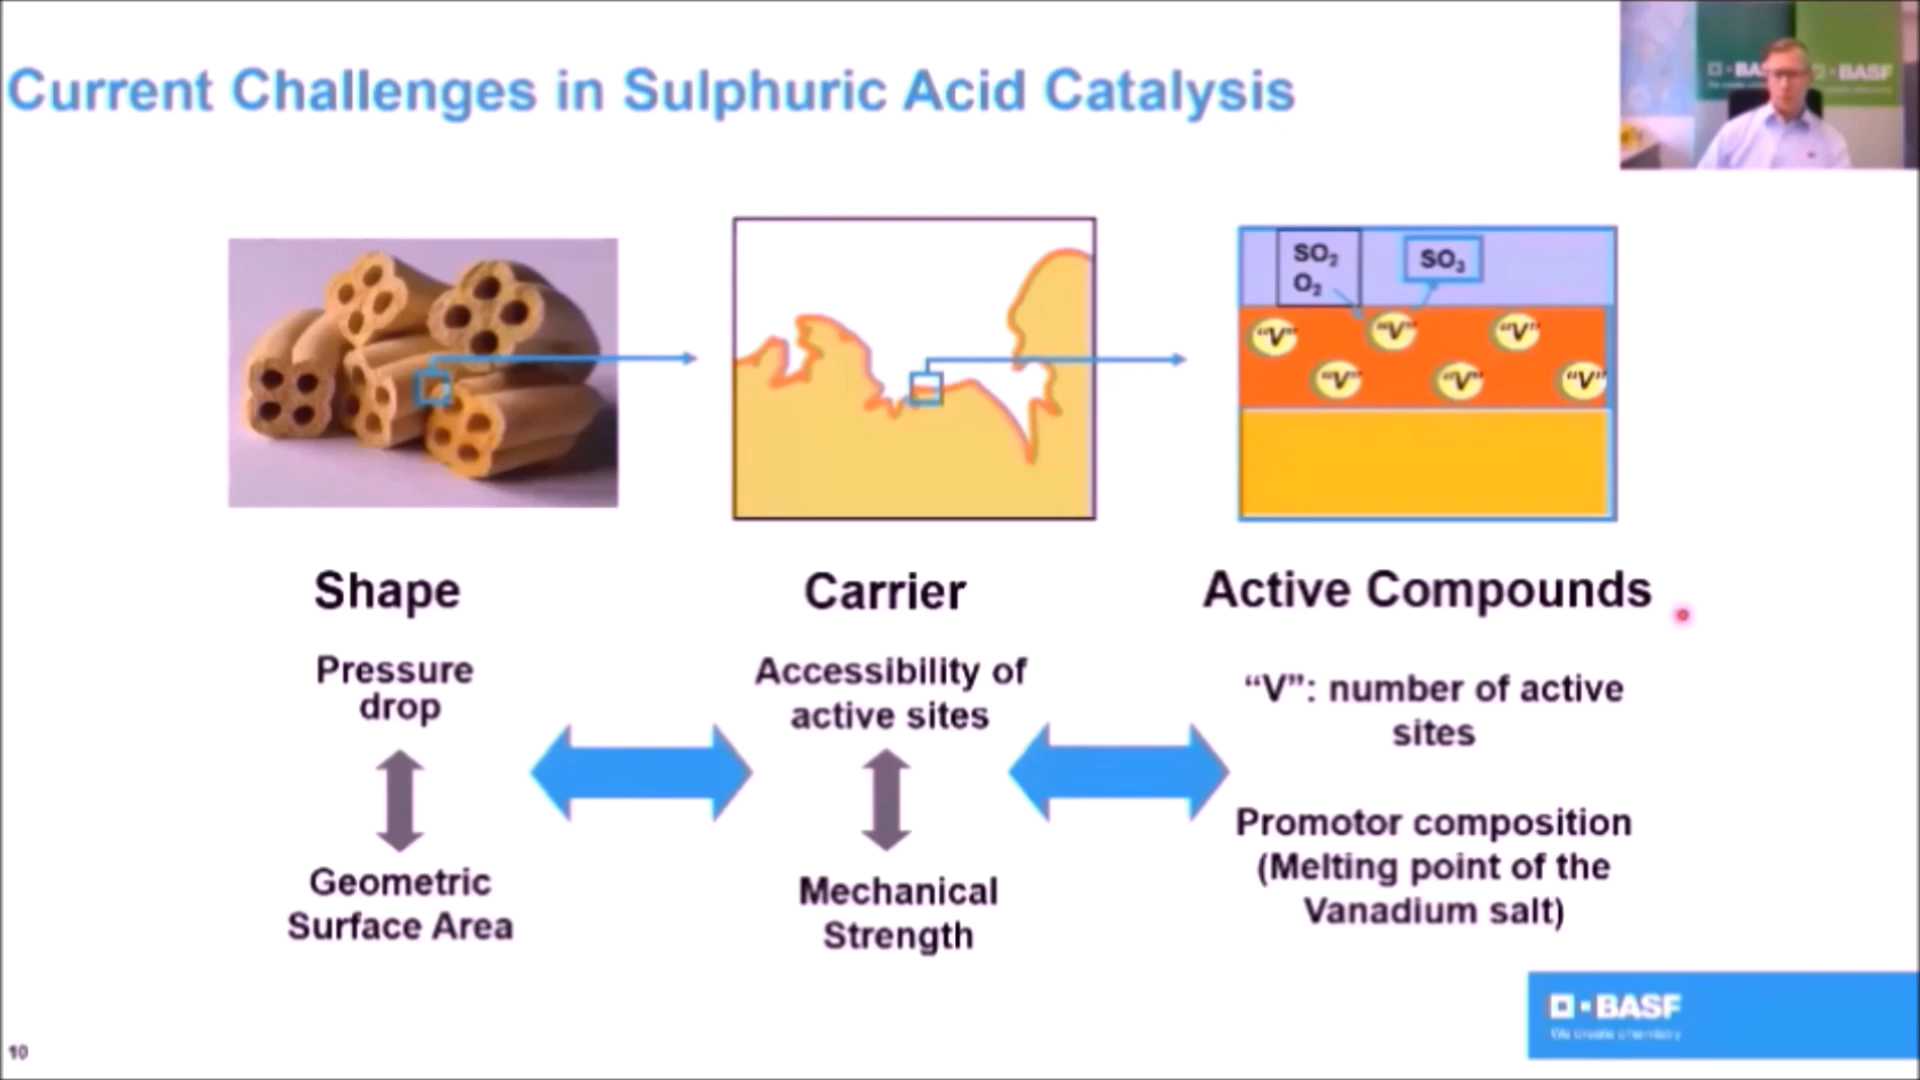 Current Challenges in Sulphuric Acid Catalysis
BASF
BASF
SO₂
O₂
SO₃
“V”
“V”
“V”
“V”
“V”
“V”
Shape
Carrier
Active Compounds
Pressure
drop
Geometric
Surface Area
Accessibility of
active sites
Mechanical
Strength
“V”: number of active
sites
Promotor composition
(Melting point of the
Vanadium salt)
BASF
We create chemistry
10